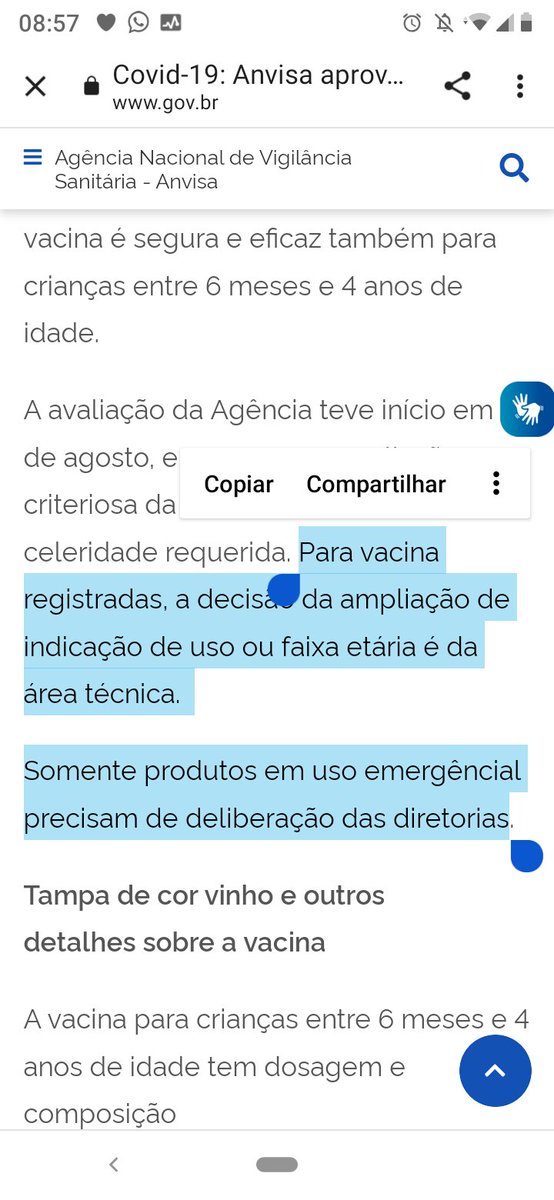 08:57
Covid-19: Anvisa aprov...
www.gov.br
Agência Nacional de Vigilância
Sanitária - Anvisa
vacina é segura e eficaz também para
crianças entre 6 meses e 4 anos de
idade.
A avaliação da Agência teve início em
de agosto, e
Copiar Compartilhar
criteriosa da
celeridade requerida. Para vacina
registradas, a decisão da ampliação de
indicação de uso ou faixa etária é da
área técnica.
Somente produtos em uso emergêncial
precisam de deliberação das diretorias.
Tampa de cor vinho e outros
detalhes sobre a vacina
A vacina para crianças entre 6 meses e 4
anos de idade tem dosagem e
composição